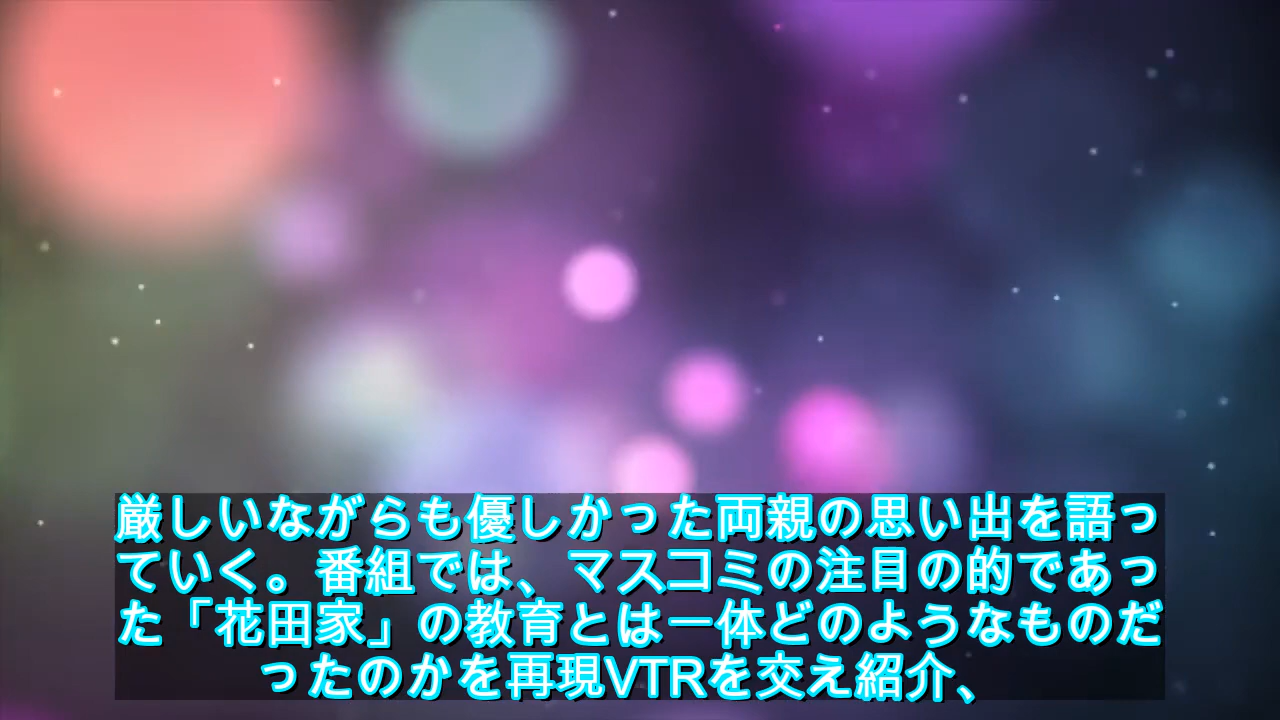 厳しいながらも優しかった両親の思い出を語っ
ていく。番組では、マスコミの注目の的であっ
た「花田家」の教育とは一体どのようなものだ
ったのかを再現VTRを交え紹介、